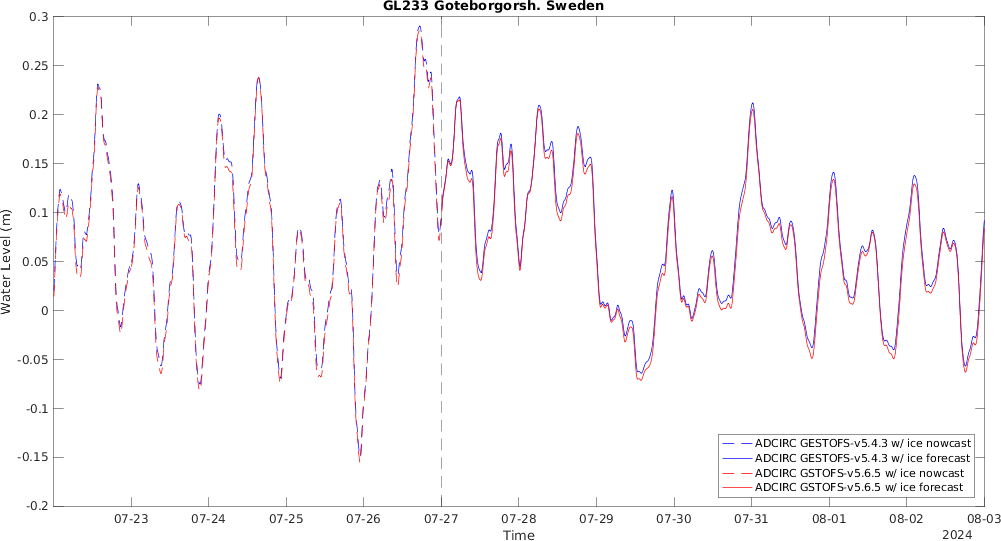 GL233 Goteborgorsh. Sweden
0.3
0.25
0.2
0.15
0.1
0.05
0
-0.05
-0.1
-0.15
-0.2
Water Level (m)
ADCIRC GESTOFS-v5.4.3 w/ ice nowcast
ADCIRC GESTOFS-v5.4.3 w/ ice forecast
ADCIRC GSTOFS-v5.6.5 w/ ice nowcast
ADCIRC GSTOFS-v5.6.5 w/ ice forecast
07-23 07-24 07-25 07-26 07-27 07-28 07-29 07-30 07-31 08-01 08-02 08-03
Time
2024